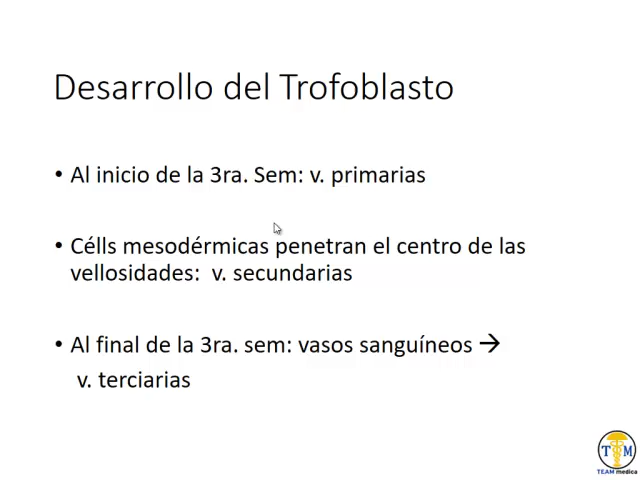 Desarrollo del Trofoblasto
• Al inicio de la 3ra. Sem: v. primarias
• Célls mesodérmicas penetran el centro de las
vellosidades: v. secundarias
• Al final de la 3ra. sem: vasos sanguíneos →
v. terciarias
T M
TEAM medica